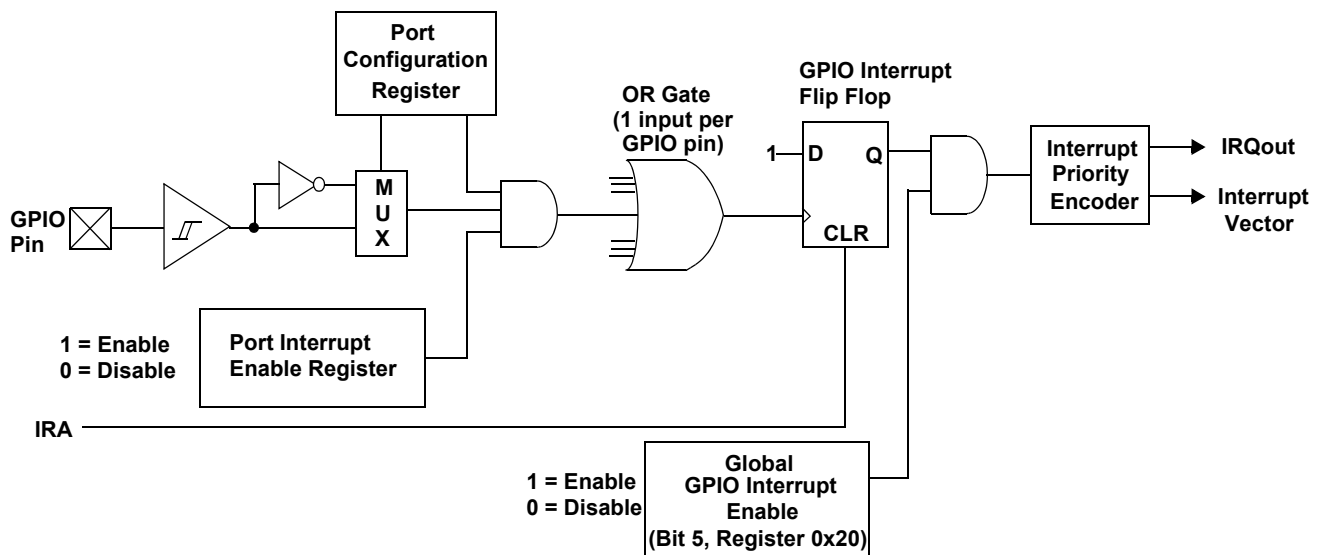 Port
Configuration
Register
GPIO Interrupt
Flip Flop
OR Gate
(1 input per
GPIO pin)
M
U
X
GPIO
Pin
1
D
Q
CLR
Interrupt
Priority
Encoder
IRQout
Interrupt
Vector
1 = Enable
0 = Disable
Port Interrupt
Enable Register
IRA
1 = Enable
0 = Disable
Global
GPIO Interrupt
Enable
(Bit 5, Register 0x20)